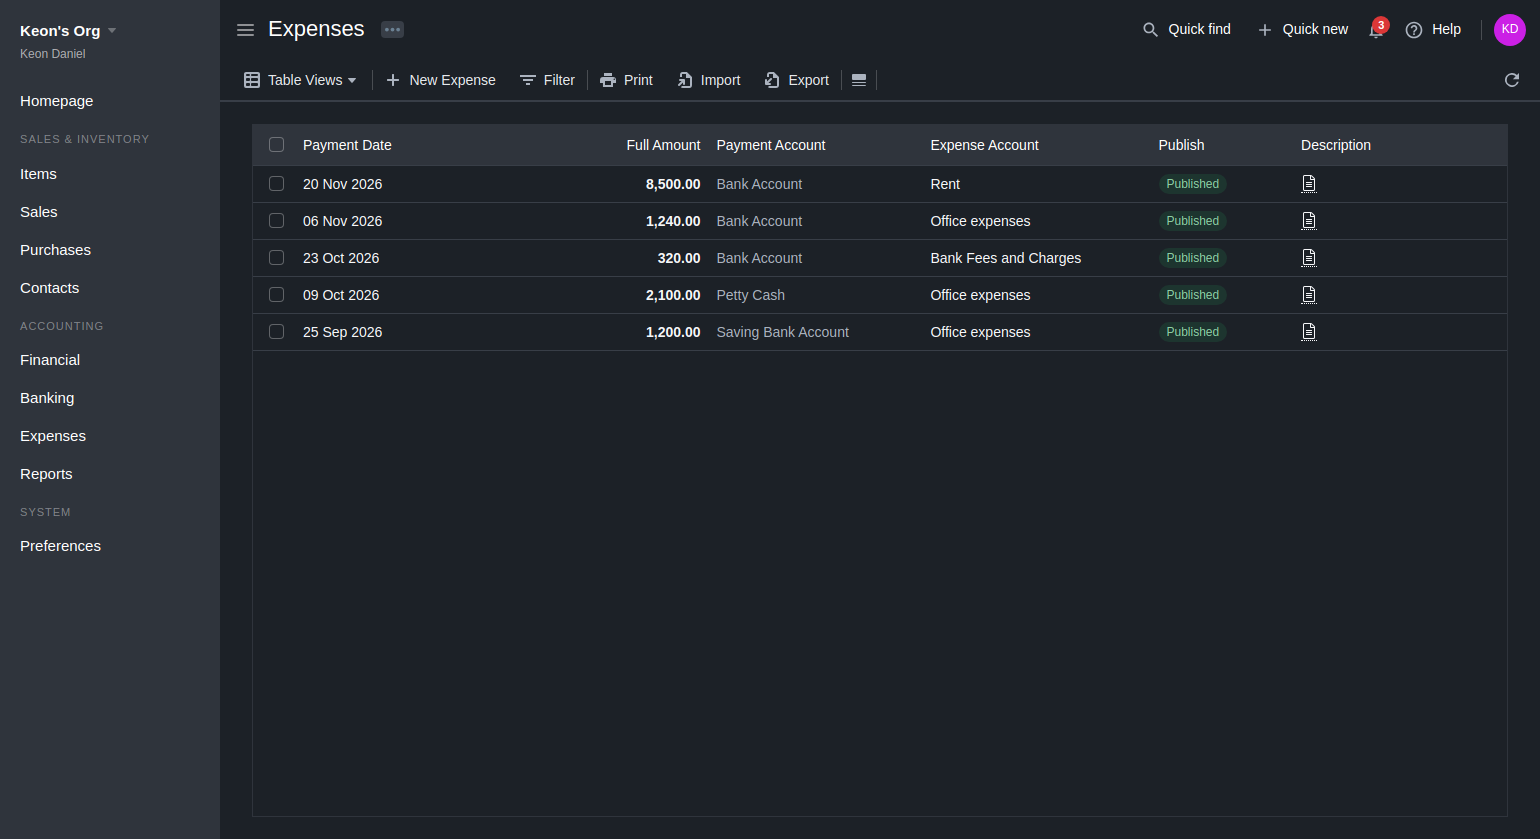 Keon's Org
Keon Daniel
Homepage
SALES & INVENTORY
Items
Sales
Purchases
Contacts
ACCOUNTING
Financial
Banking
Expenses
Reports
SYSTEM
Preferences
Expenses
Quick find
Quick new
3
Help
KD
Table Views
New Expense
Filter
Print
Import
Export
Payment Date Full Amount Payment Account Expense Account Publish Description
20 Nov 2026 8,500.00 Bank Account Rent Published
06 Nov 2026 1,240.00 Bank Account Office expenses Published
23 Oct 2026 320.00 Bank Account Bank Fees and Charges Published
09 Oct 2026 2,100.00 Petty Cash Office expenses Published
25 Sep 2026 1,200.00 Saving Bank Account Office expenses Published